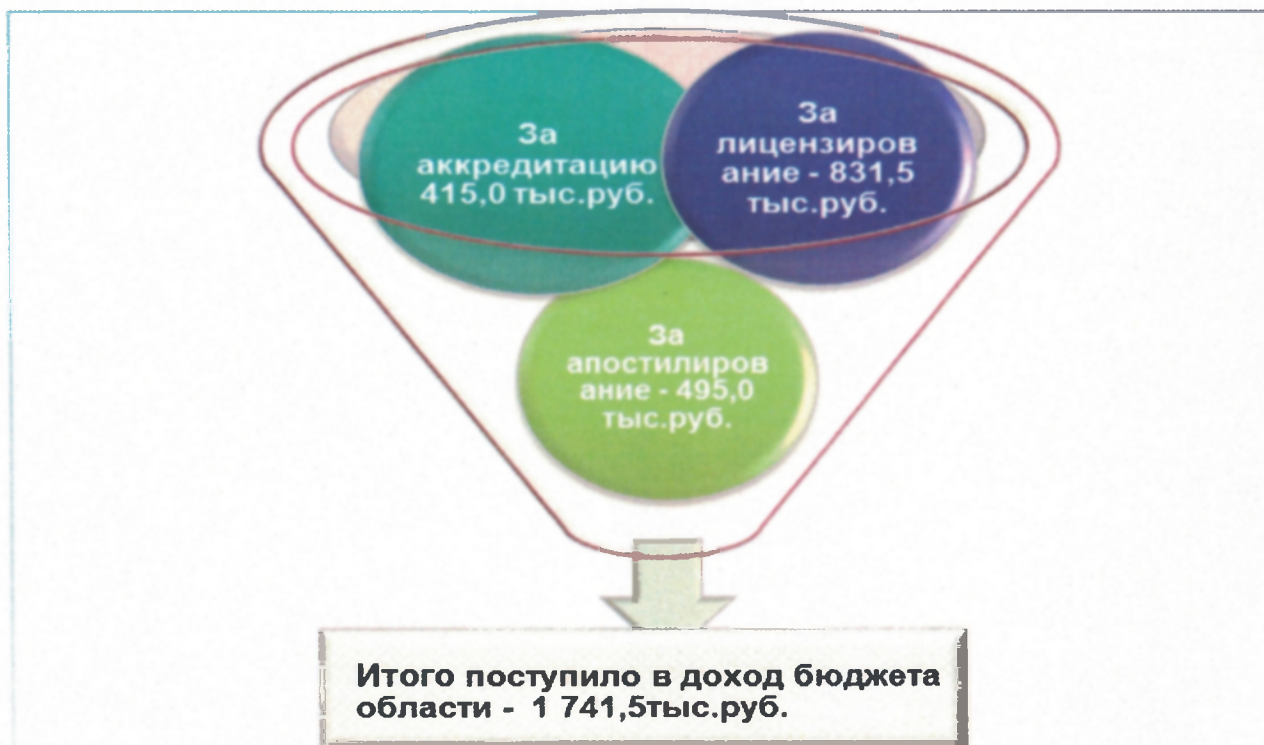 За
аккредитацию
415,0 тыс.руб.
За
лицензиров
ание - 831,5
тыс.руб.
За
апостилиров
ание - 495,0
тыс.руб.
Итого поступило в доход бюджета
области - 1 741,5тыс.руб.